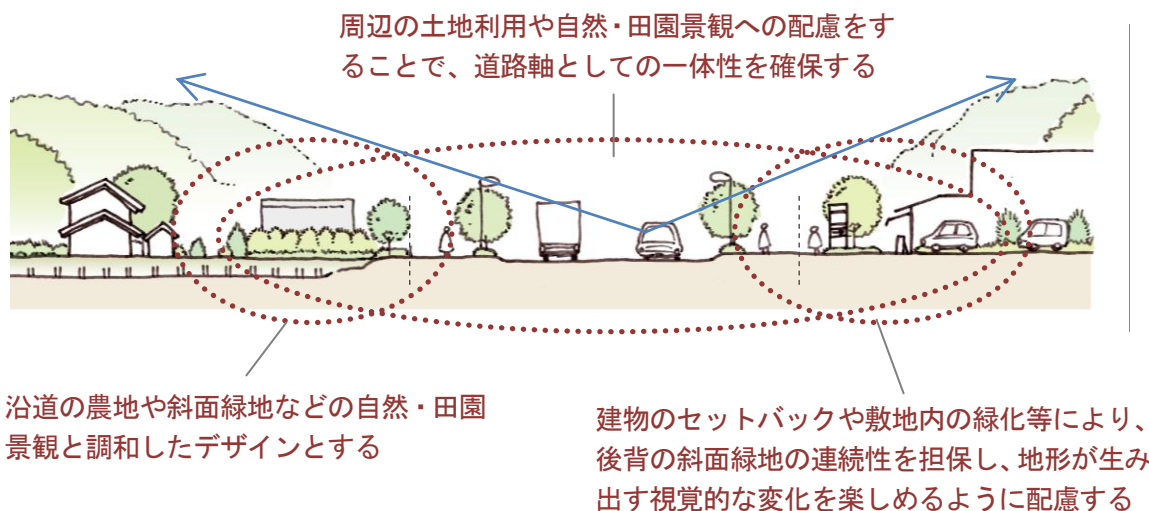 周辺の土地利用や自然・田園景観への配慮をす
ることで、道路軸としての一体性を確保する
沿道の農地や斜面緑地などの自然・田園
景観と調和したデザインとする
建物のセットバックや敷地内の緑化等により、
後背の斜面緑地の連続性を担保し、地形が生み
出す視覚的な変化を楽しめるように配慮する